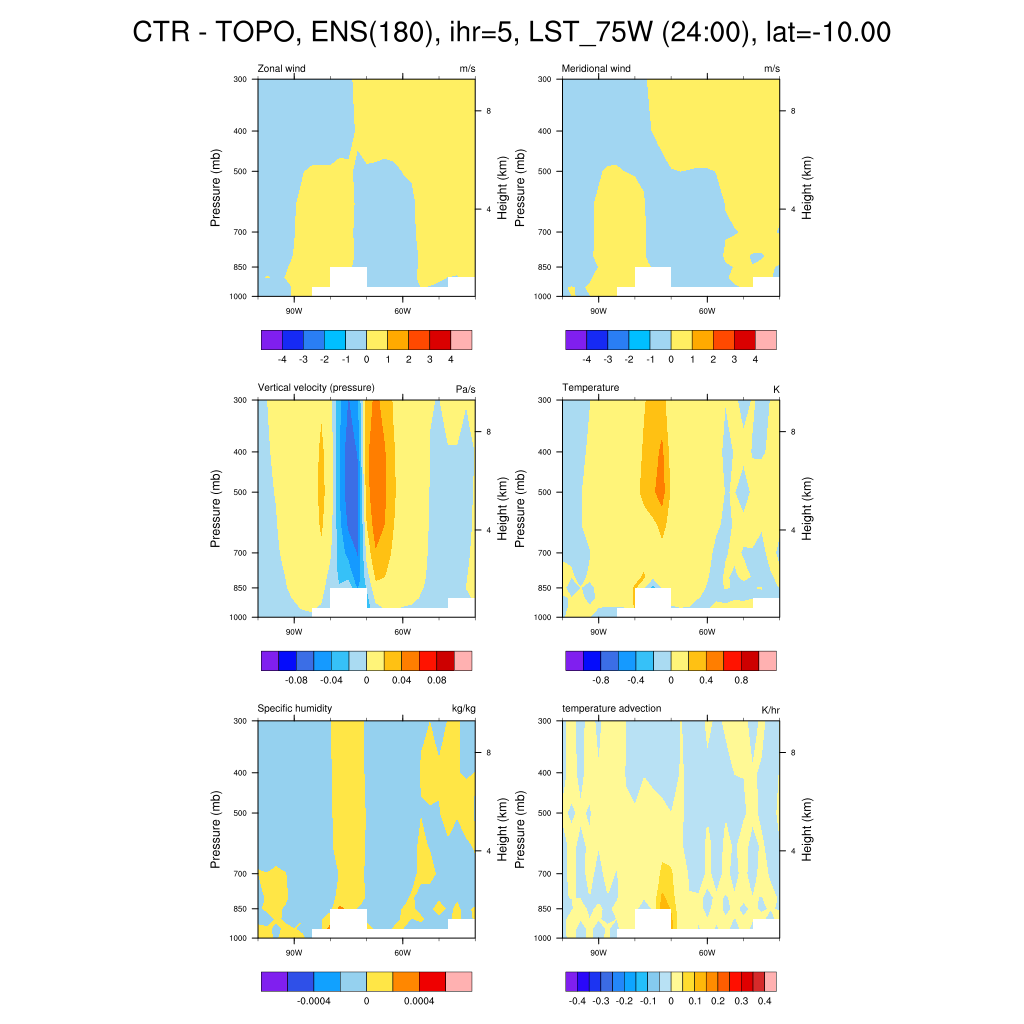 CTR - TOPO, ENS(180), ihr=5, LST_75W (24:00), lat=-10.00
Zonal wind m/s Meridional wind m/s
300 300
8 8
400 400
500 500
Pressure (mb) Height (km) Pressure (mb) Height (km)
4 4
700 700
850 850
1000 1000
90W 60W 90W 60W
-4 -3 -2 -1 0 1 2 3 4 -4 -3 -2 -1 0 1 2 3 4
Vertical velocity (pressure) Pa/s Temperature K
300 300
8 8
400 400
500 500
Pressure (mb) Height (km) Pressure (mb) Height (km)
4 4
700 700
850 850
1000 1000
90W 60W 90W 60W
-0.08 -0.04 0 0.04 0.08 -0.8 -0.4 0 0.4 0.8
Specific humidity kg/kg temperature advection K/hr
300 300
8 8
400 400
500 500
Pressure (mb) Height (km) Pressure (mb) Height (km)
4 4
700 700
850 850
1000 1000
90W 60W 90W 60W
-0.0004 0 0.0004 -0.4 -0.3 -0.2 -0.1 0 0.1 0.2 0.3 0.4